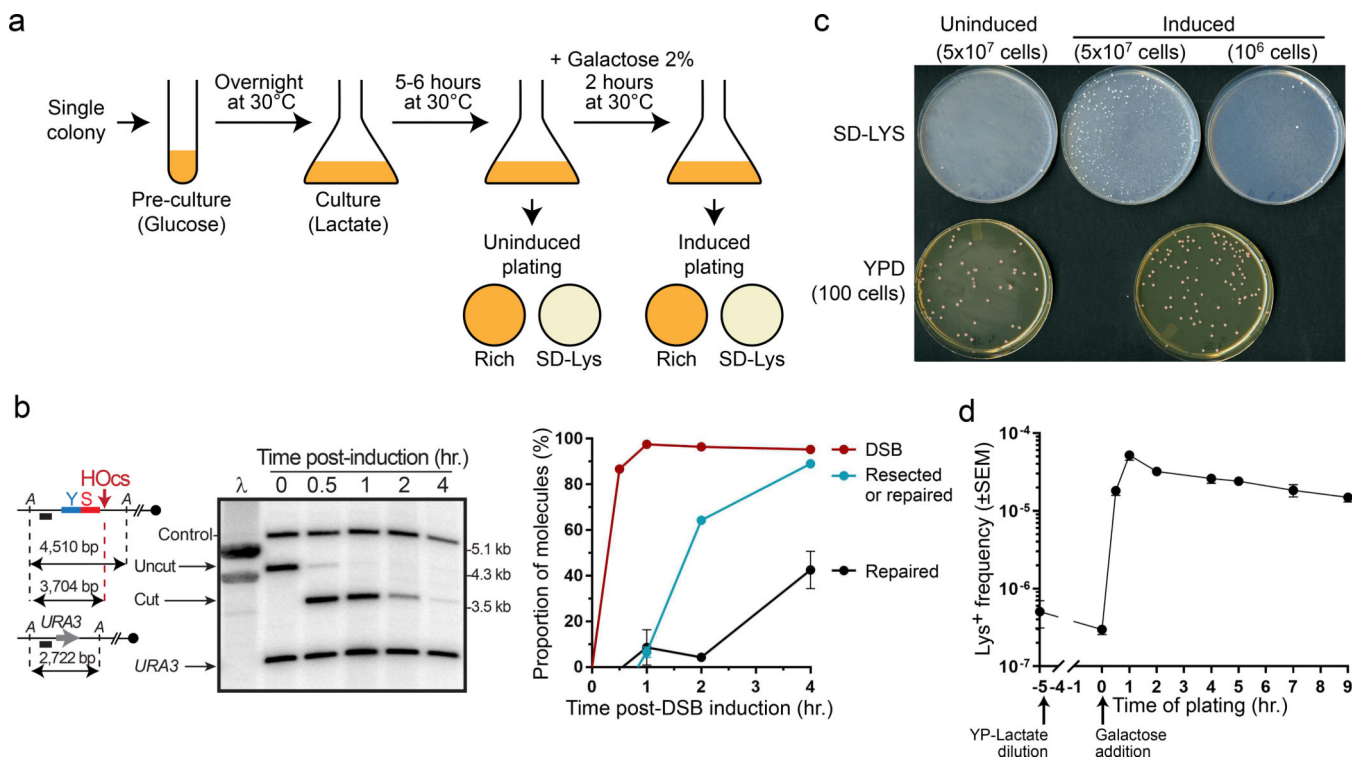 a
Single
colony
Pre-culture
(Glucose)
Overnight
at 30°C
Culture
(Lactate)
5-6 hours
at 30°C
+ Galactose 2%
2 hours
at 30°C
Uninduced
plating
Rich
SD-Lys
Induced
plating
Rich
SD-Lys
b
HOcs
A
Y
S
A
4,510 bp
3,704 bp
URA3
A
A
2,722 bp
Time post-induction (hr.)
λ
0
0.5
1
2
4
Control
Uncut
Cut
URA3
5.1 kb
4.3 kb
3.5 kb
Proportion of molecules (%)
100
80
60
40
20
0
0
1
2
3
4
Time post-DSB induction (hr.)
DSB
Resected
or repaired
Repaired
c
Uninduced
(5x10⁷ cells)
Induced
(5x10⁷ cells)
(10⁶ cells)
SD-LYS
YPD
(100 cells)
d
Lys⁺ frequency (±SEM)
10⁻⁴
10⁻⁵
10⁻⁶
10⁻⁷
-5
-4
-1
0
1
2
3
4
5
6
7
8
9
Time of plating (hr.)
YP-Lactate
dilution
Galactose
addition